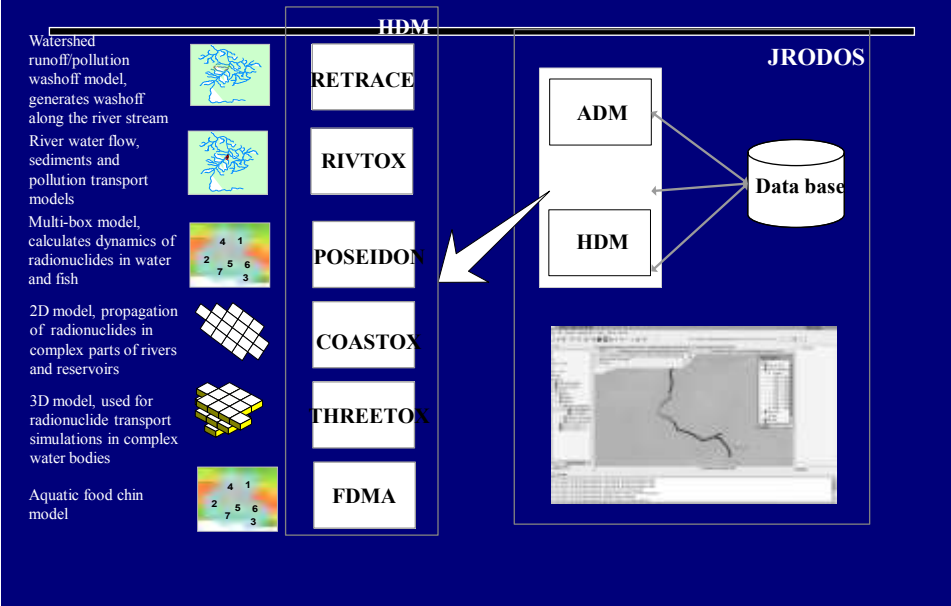 HDM
Watershed
runoff/pollution
washoff model,
generates washoff
along the river stream
RETRACE
River water flow,
sediments and
pollution transport
models
RIVTOX
Multi-box model,
calculates dynamics of
radionuclides in water
and fish
4 1
2 5 6
7 3
POSEIDON
2D model, propagation
of radionuclides in
complex parts of rivers
and reservoirs
COASTOX
3D model, used for
radionuclide transport
simulations in complex
water bodies
THREETOX
Aquatic food chin
model
4 1
2 5 6
7 3
FDMA
JRODOS
ADM
HDM
Data base